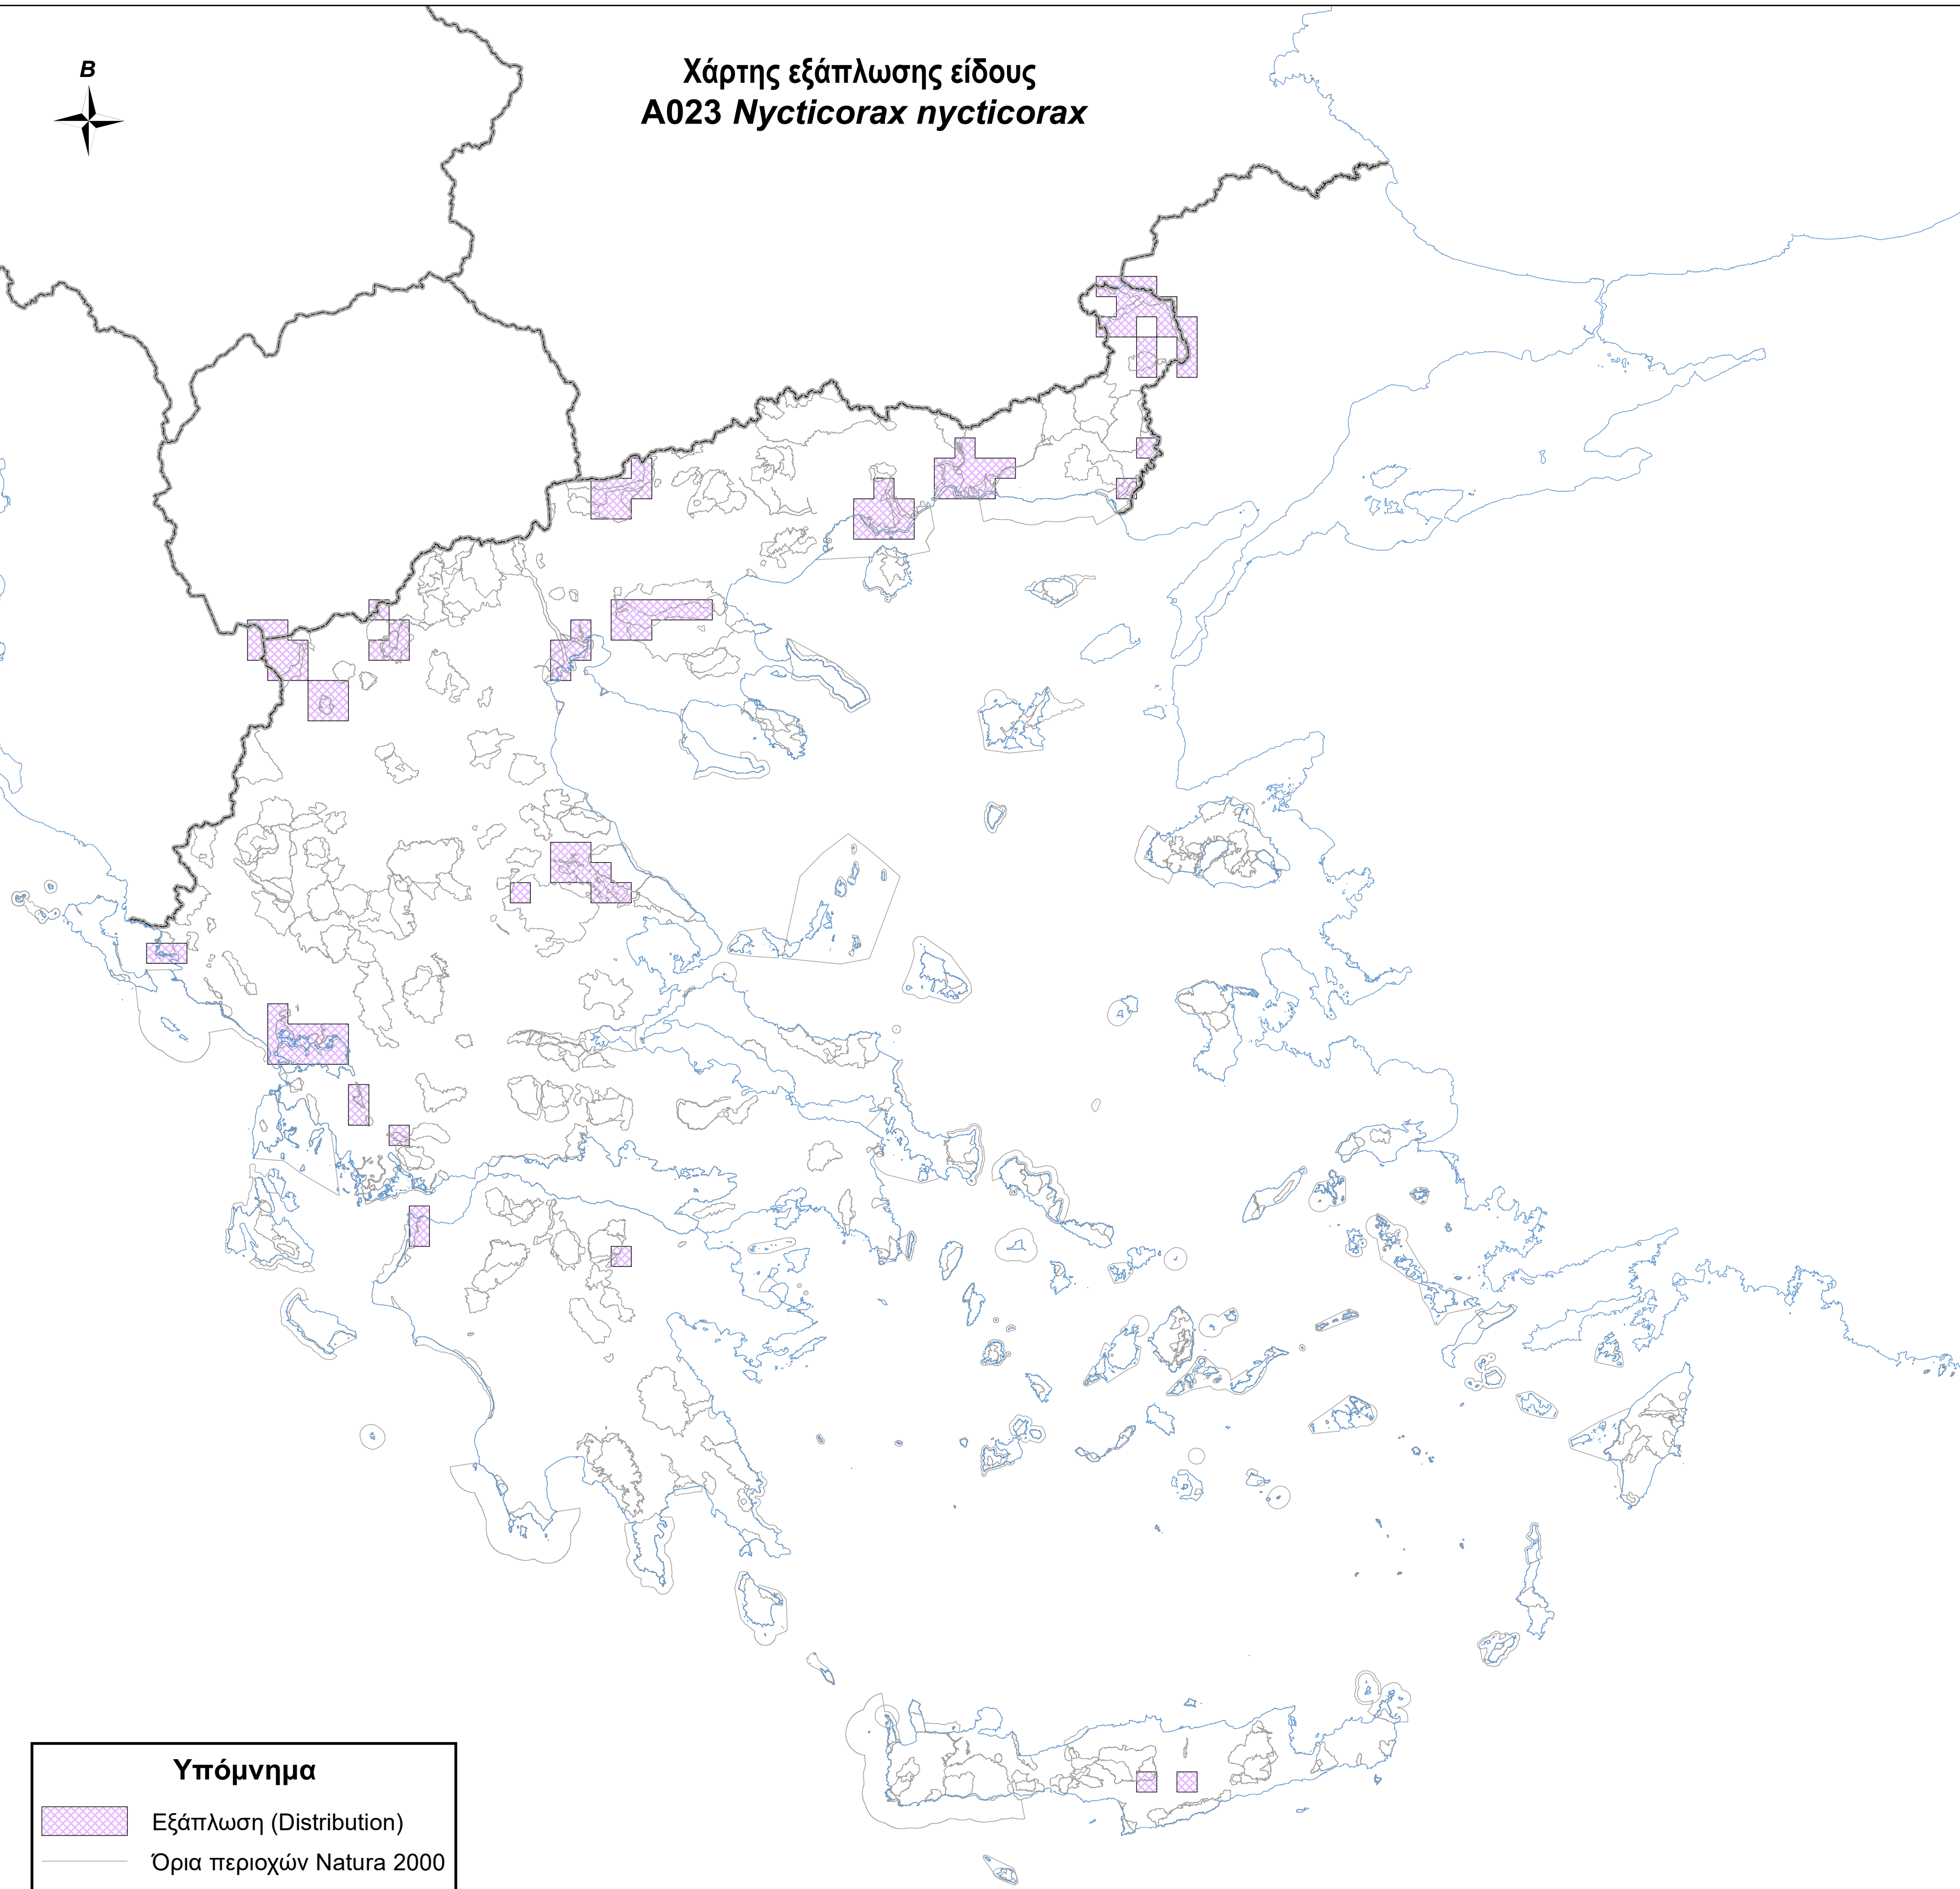 B
Χάρτης εξάπλωσης είδους
A023 Nycticorax nycticorax
Υπόμνημα
Εξάπλωση (Distribution)
Όρια περιοχών Natura 2000